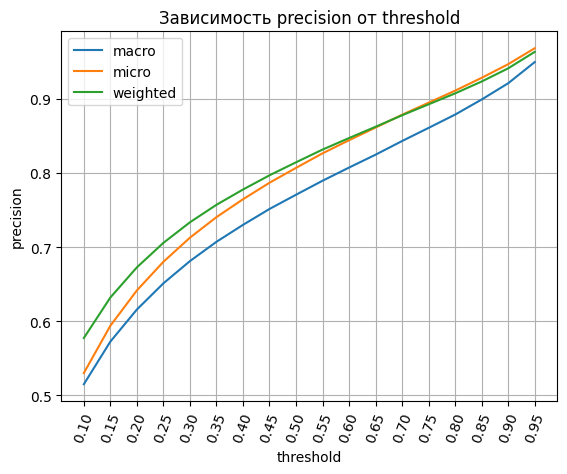 Зависимость precision от threshold
macro
micro
weighted
precision
0.9
0.8
0.7
0.6
0.5
0.10 0.15 0.20 0.25 0.30 0.35 0.40 0.45 0.50 0.55 0.60 0.65 0.70 0.75 0.80 0.85 0.90 0.95
threshold